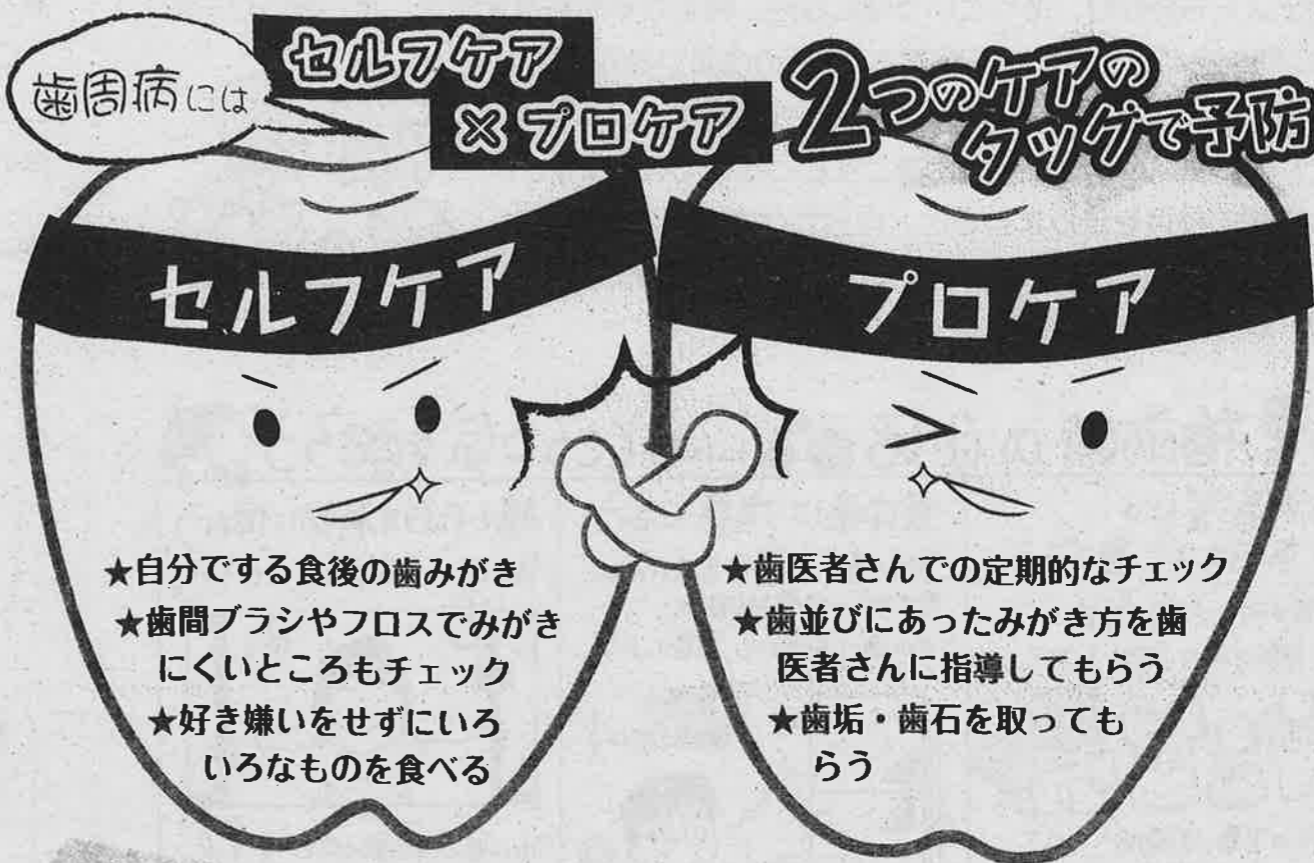 歯周病には
セルフケア
×プロケア
2つのケアの
タッグで予防
セルフケア
★自分でする食後の歯みがき
★歯間ブラシやフロスでみがき
にくいところもチェック
★好き嫌いをせずにいろ
いろなものを食べる
プロケア
★歯医者さんでの定期的なチェック
★歯並びにあったみがき方を歯
医者さんに指導してもらう
★歯垢・歯石を取っても
らう